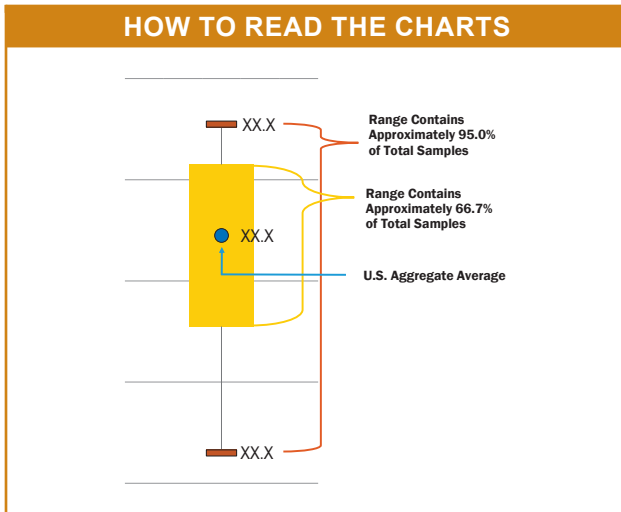 HOW TO READ THE CHARTS
XX.X
Range Contains
Approximately 95.0%
of Total Samples
Range Contains
Approximately 66.7%
of Total Samples
XX.X
U.S. Aggregate Average
XX.X